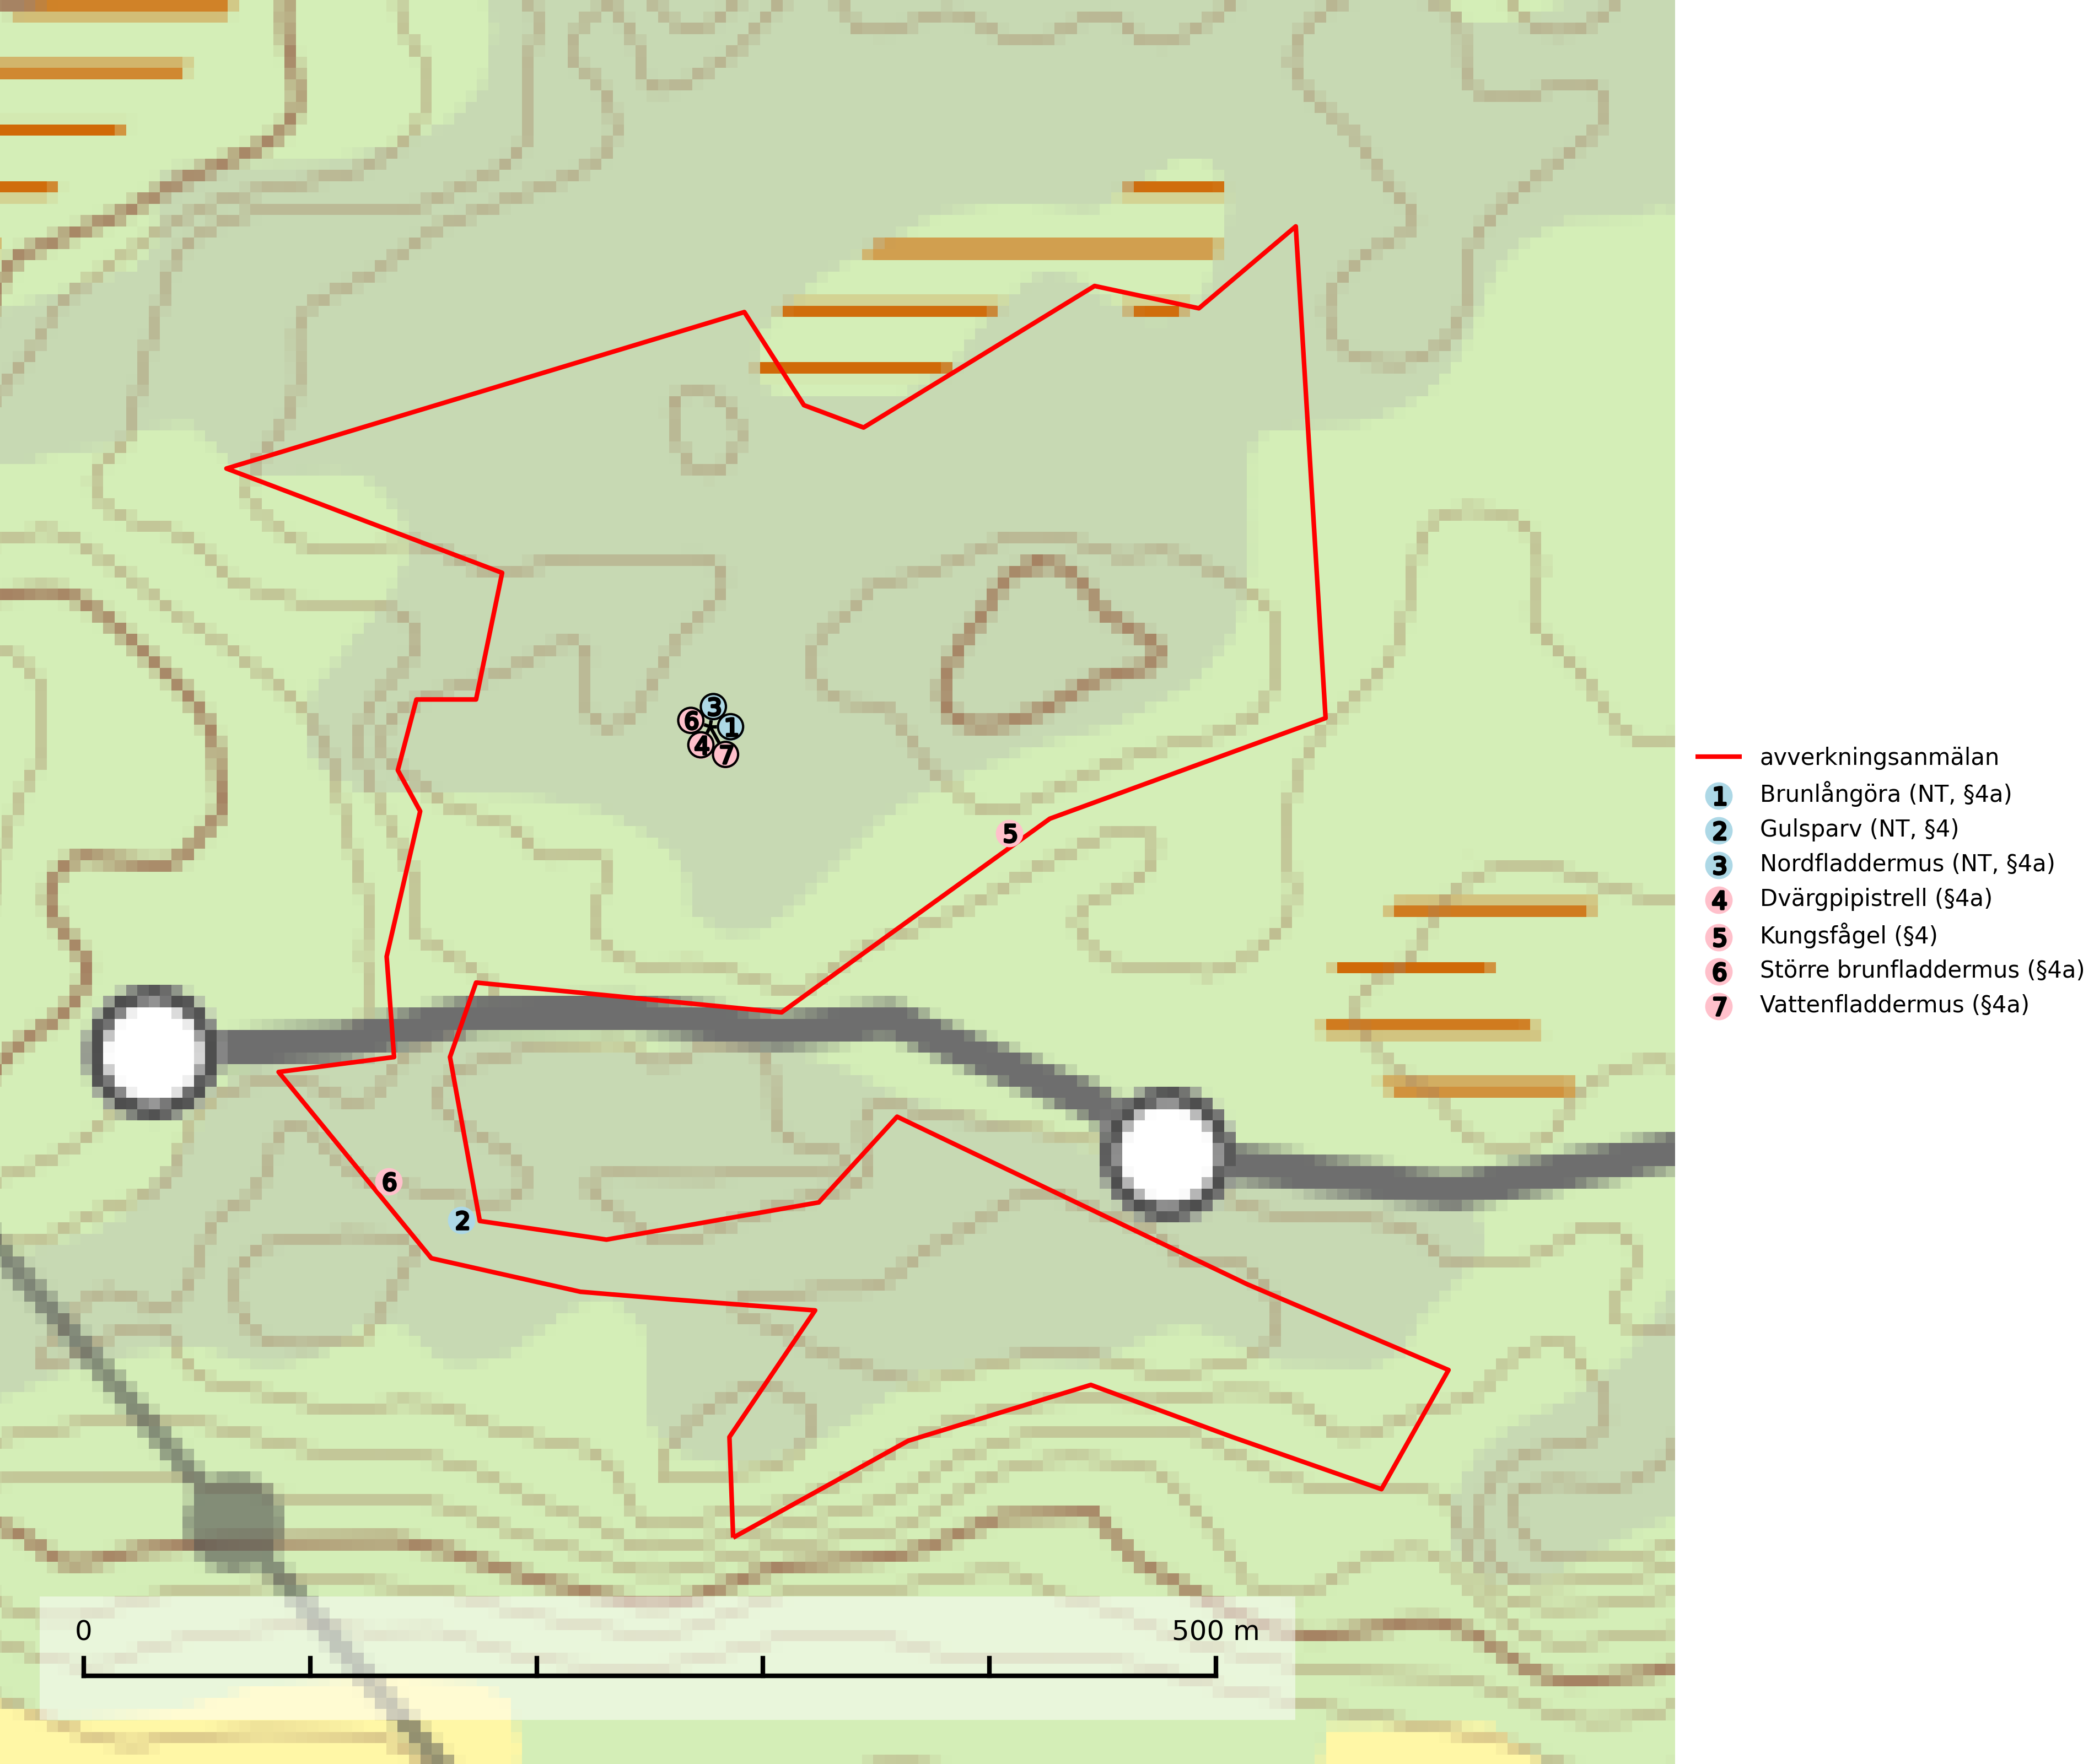 3
6
1
4
7
5
6
2
avverkningsanmälan
1 Brunlångöra (NT, §4a)
2 Gulsparv (NT, §4)
3 Nordfladdermus (NT, §4a)
4 Dvärgpipistrell (§4a)
5 Kungsfågel (§4)
6 Större brunfladdermus (§4a)
7 Vattenfladdermus (§4a)
0 500 m